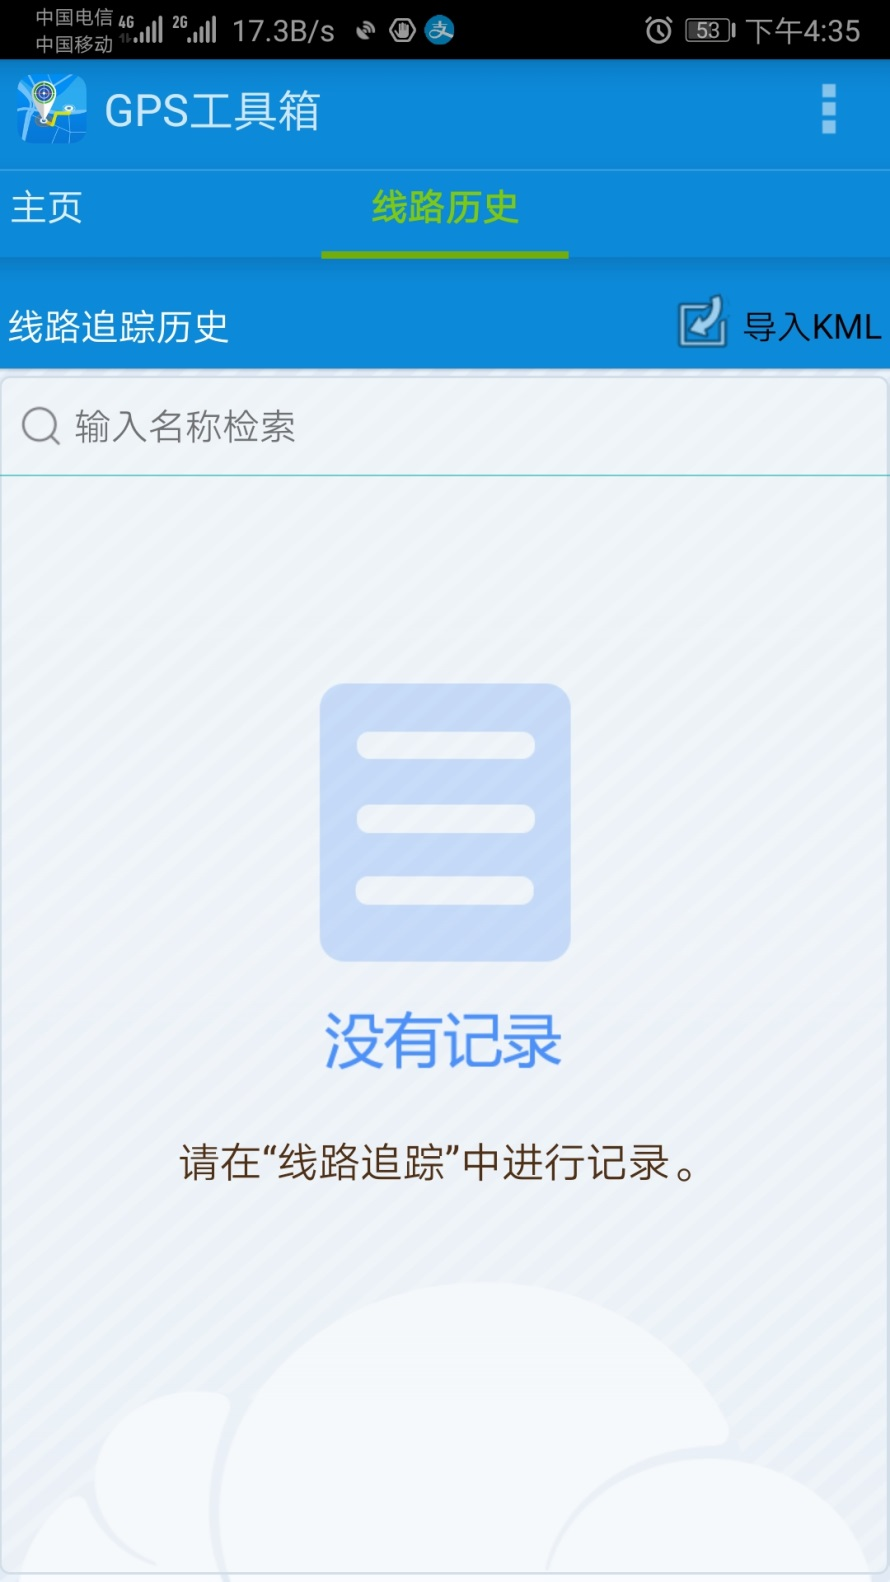 中国电信 4G 2G 17.3B/s 53 下午4:35
中国移动
GPS工具箱
主页 线路历史
线路追踪历史 导入KML
输入名称检索
没有记录
请在“线路追踪”中进行记录。